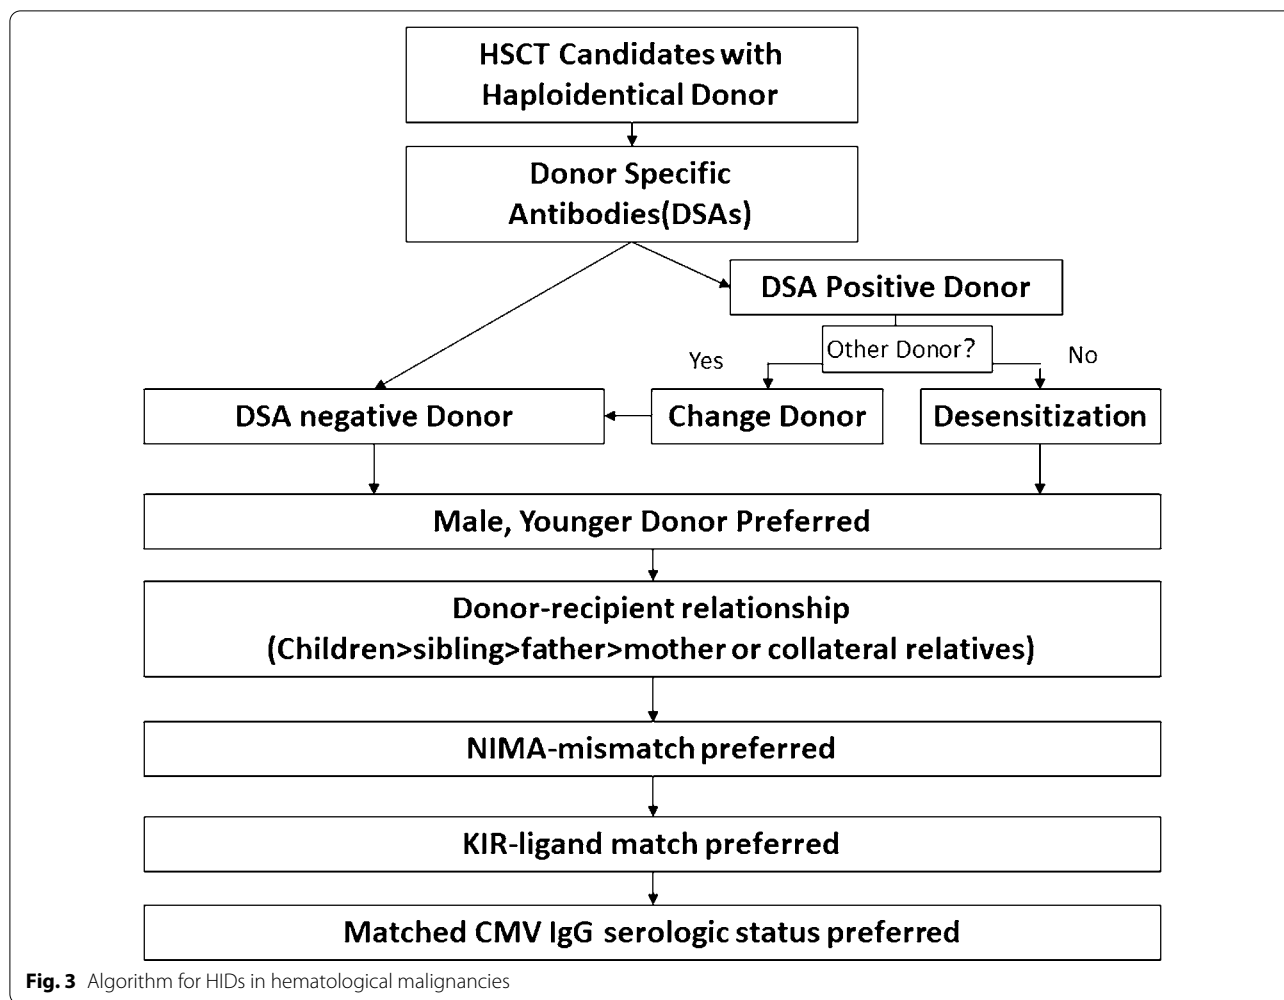 HSCT Candidates with
Haploidentical Donor
Donor Specific
Antibodies(DSAs)
DSA Positive Donor
Other Donor?
Yes
No
DSA negative Donor
Change Donor
Desensitization
Male, Younger Donor Preferred
Donor-recipient relationship
(Children>sibling>father>mother or collateral relatives)
NIMA-mismatch preferred
KIR-ligand match preferred
Matched CMV IgG serologic status preferred
Fig. 3 Algorithm for HIDs in hematological malignancies